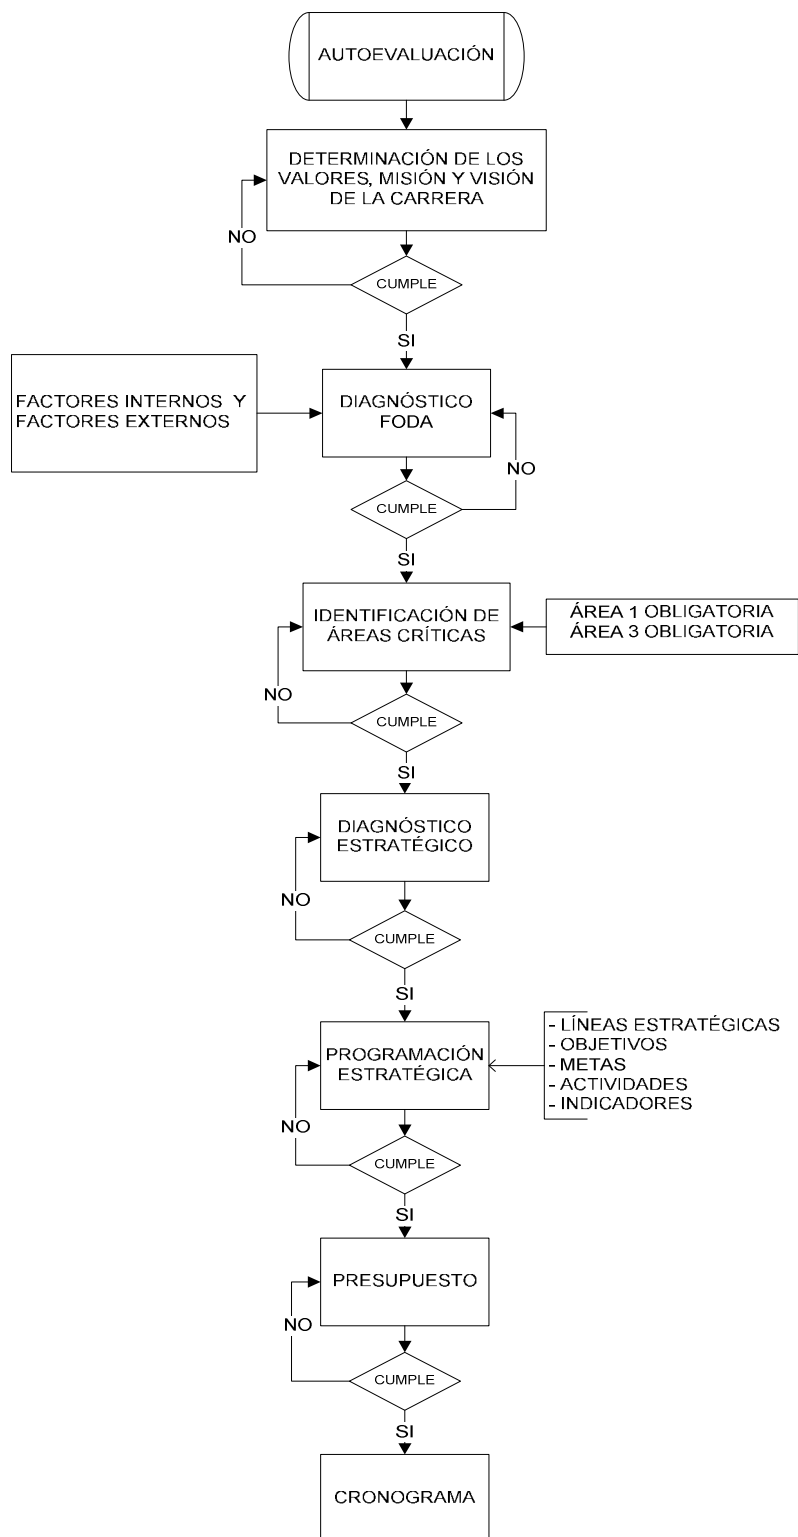 AUTOEVALUACIÓN
DETERMINACIÓN DE LOS
VALORES, MISIÓN Y VISIÓN
DE LA CARRERA
NO
CUMPLE
SI
FACTORES INTERNOS Y
FACTORES EXTERNOS
DIAGNÓSTICO
FODA
NO
CUMPLE
SI
IDENTIFICACIÓN DE
ÁREAS CRÍTICAS
ÁREA 1 OBLIGATORIA
ÁREA 3 OBLIGATORIA
NO
CUMPLE
SI
DIAGNÓSTICO
ESTRATÉGICO
NO
CUMPLE
SI
PROGRAMACIÓN
ESTRATÉGICA
- LÍNEAS ESTRATÉGICAS
- OBJETIVOS
- METAS
- ACTIVIDADES
- INDICADORES
NO
CUMPLE
SI
PRESUPUESTO
NO
CUMPLE
SI
CRONOGRAMA